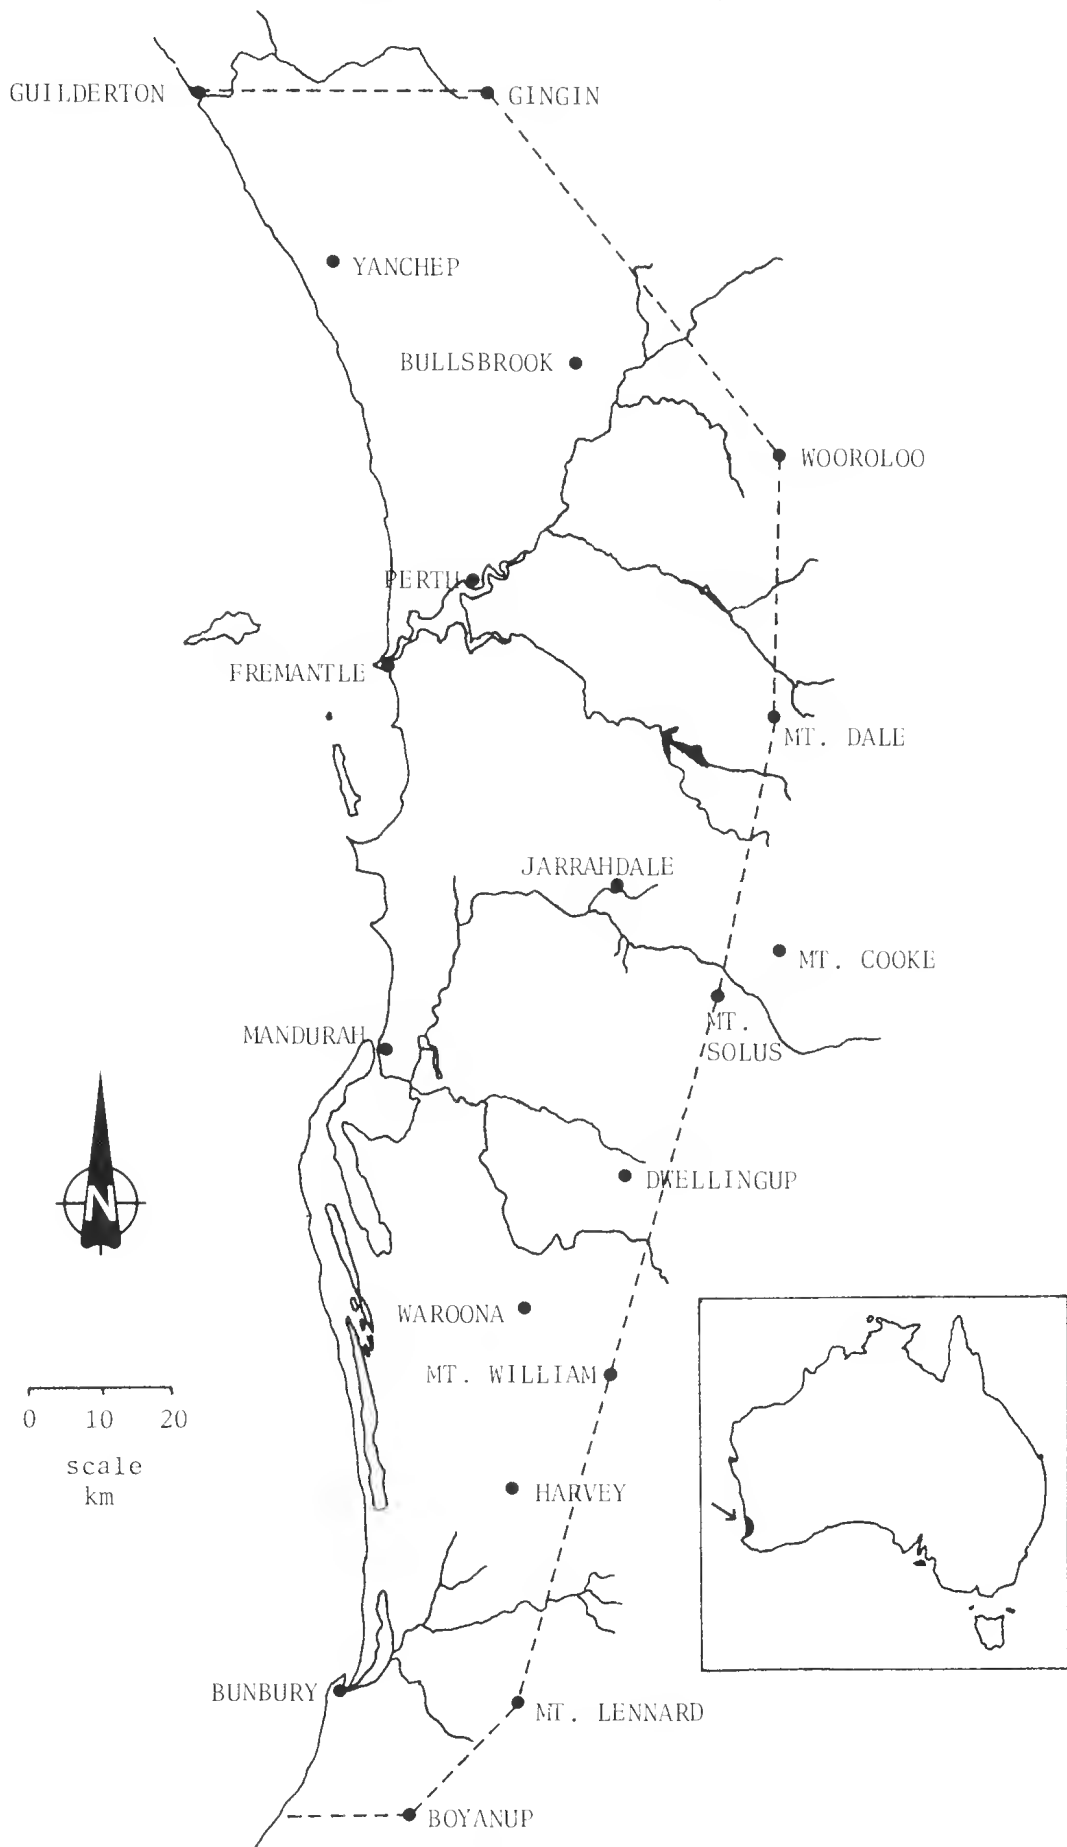 GUILDERTON
GINGIN
YANCHEP
BULLSBROOK
WOOROLOO
PERTH
FREMANTLE
MT. DALE
JARRAHDALE
MT. COOKE
MT.
SOLUS
MANDURAH
N
DWELLINGUP
WAROONA
MT. WILLIAM
0 10 20
scale
km
HARVEY
BUNBURY
MT. LENNARD
BOYANUP